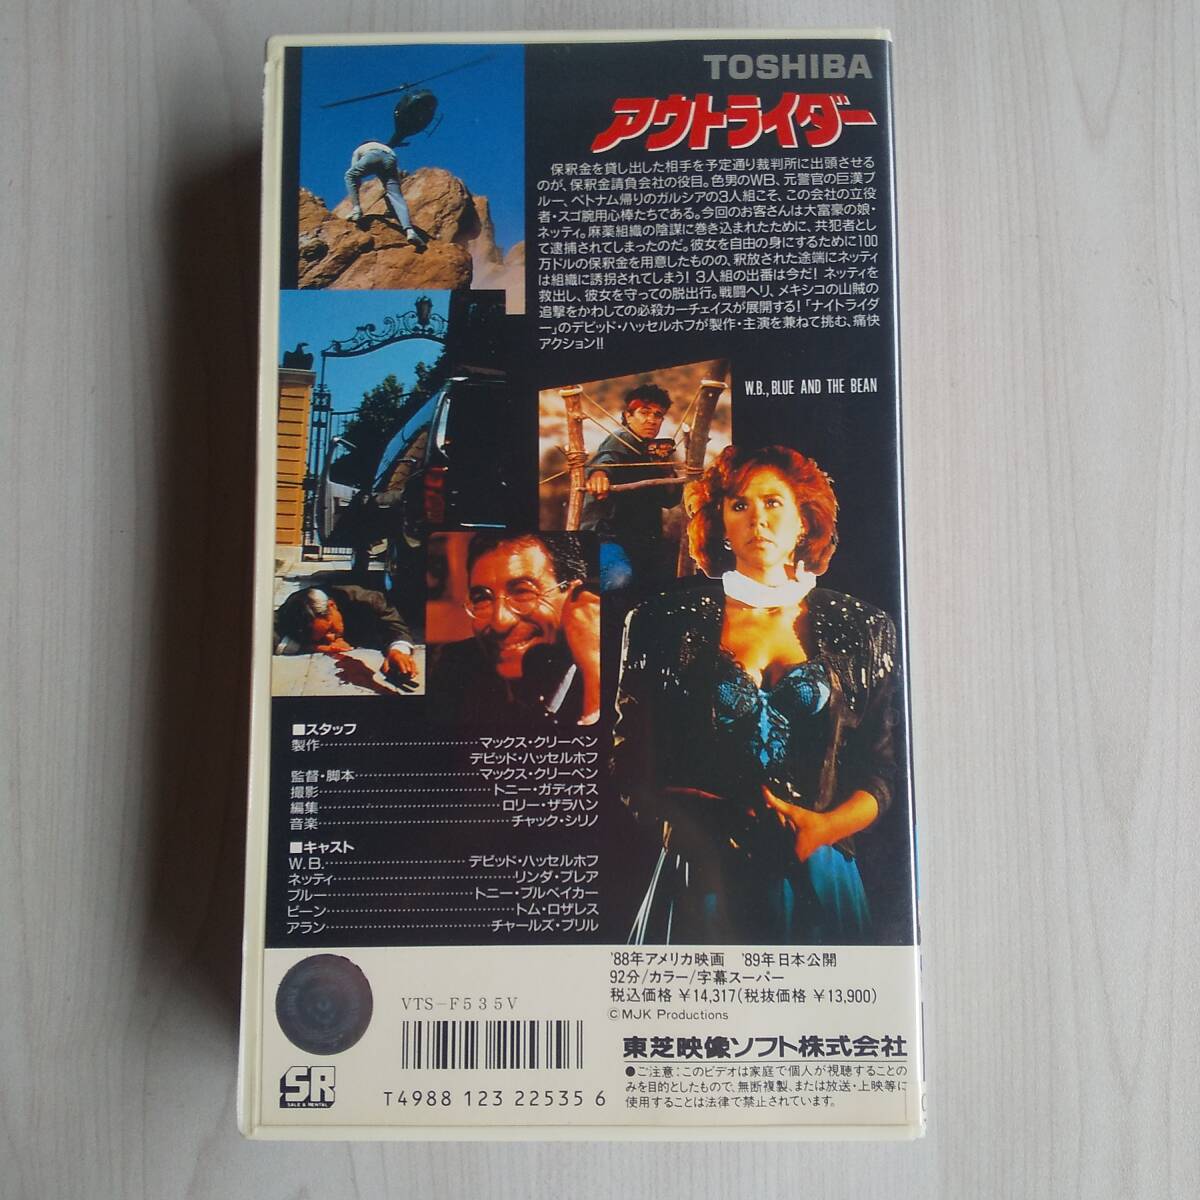 TOSHIBA
アウトライダー
保釈金を貸し出した相手を予定通り裁判所に出頭させる
のが、保釈金請負会社の役目。色男のWB、元警官の巨漢ブ
ルー、ベトナム帰りのガルシアの3人組こそ、この会社の立役
者・スゴ腕用心棒たちである。今回のお客さんは大富豪の娘・
ネッティ。麻薬組織の陰謀に巻き込まれたために、共犯者とし
て逮捕されてしまったのだ。彼女を自由の身にするために100
万ドルの保釈金を用意したものの、釈放された途端にネッティ
は組織に誘拐されてしまう!3人組の出番は今だ!ネッティを
救出し、彼女を守っての脱出行。戦闘ヘリ、メキシコの山賊の
追撃をかわしての必殺カーチェイスが展開する!「ナイトライダ
ー」のデビッド・ハッセルホフが製作・主演を兼ねて挑む、痛快
アクション!!
W.B., BLUE AND THE BEAN
■スタッフ
製作………………マックス・クリーベン
デビッド・ハッセルホフ
監督・脚本………………マックス・クリーベン
撮影………………トニー・ガディオス
編集………………ロリー・ザラハン
音楽………………チャック・シリノ
■キャスト
W.B.………………デビッド・ハッセルホフ
ネッティ………………リンダ・ブレア
ブルー………………トニー・ブルベイカー
ビーン………………トム・ロザレス
アラン………………チャールズ・ブリル
'88年アメリカ映画 '89年日本公開
92分/カラー/字幕スーパー
税込価格 ¥14,317(税抜価格 ¥13,900)
©MJK Productions
VTS-F535V
東芝映像ソフト株式会社
●ご注意:このビデオは家庭で個人が視聴することの
みを目的としたもので、無断複製、または放送・上映等に
使用することは法律で禁止されています。
SR
SALE & RENTAL
T4988 123 22535 6